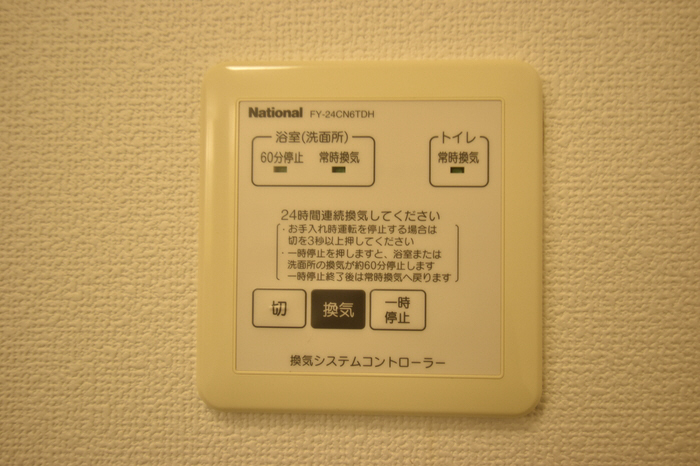 National FY-24CN6TDH
浴室(洗面所)
トイレ
60分停止 常時換気
常時換気
24時間連続換気してください
・お手入れ時運転を停止する場合は
切を3秒以上押してください
・一時停止を押しますと、浴室または
洗面所の換気が約60分停止します
一時停止終了後は常時換気へ戻ります
切
換気
一時
停止
換気システムコントローラー